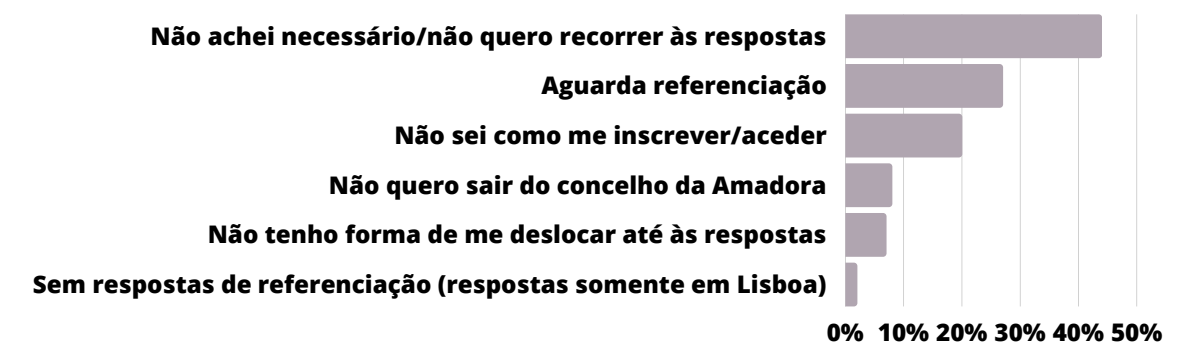 Não achei necessário/não quero recorrer às respostas
Aguarda referenciação
Não sei como me inscrever/aceder
Não quero sair do concelho da Amadora
Não tenho forma de me deslocar até às respostas
Sem respostas de referenciação (respostas somente em Lisboa)
0% 10% 20% 30% 40% 50%